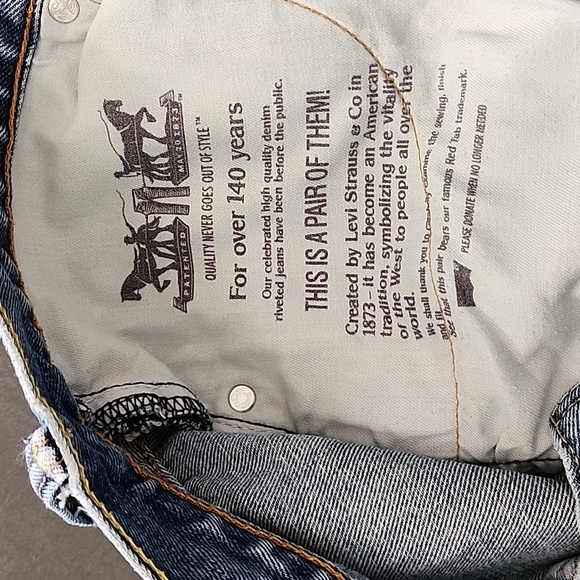 PATENTED
MAY 20 1873
QUALITY NEVER GOES OUT OF STYLE™
For over 140 years
Our celebrated high quality denim
riveted jeans have been before the public.
THIS IS A PAIR OF THEM!
Created by Levi Strauss & Co in
1873 - it has become an American
tradition, symbolizing the vitality
of the West to people all over the
world.
We shall thank you to carefully examine the sewing, finish
and fit
See that this pair bears our famous Red Tab trademark.
PLEASE DONATE WHEN NO LONGER NEEDED